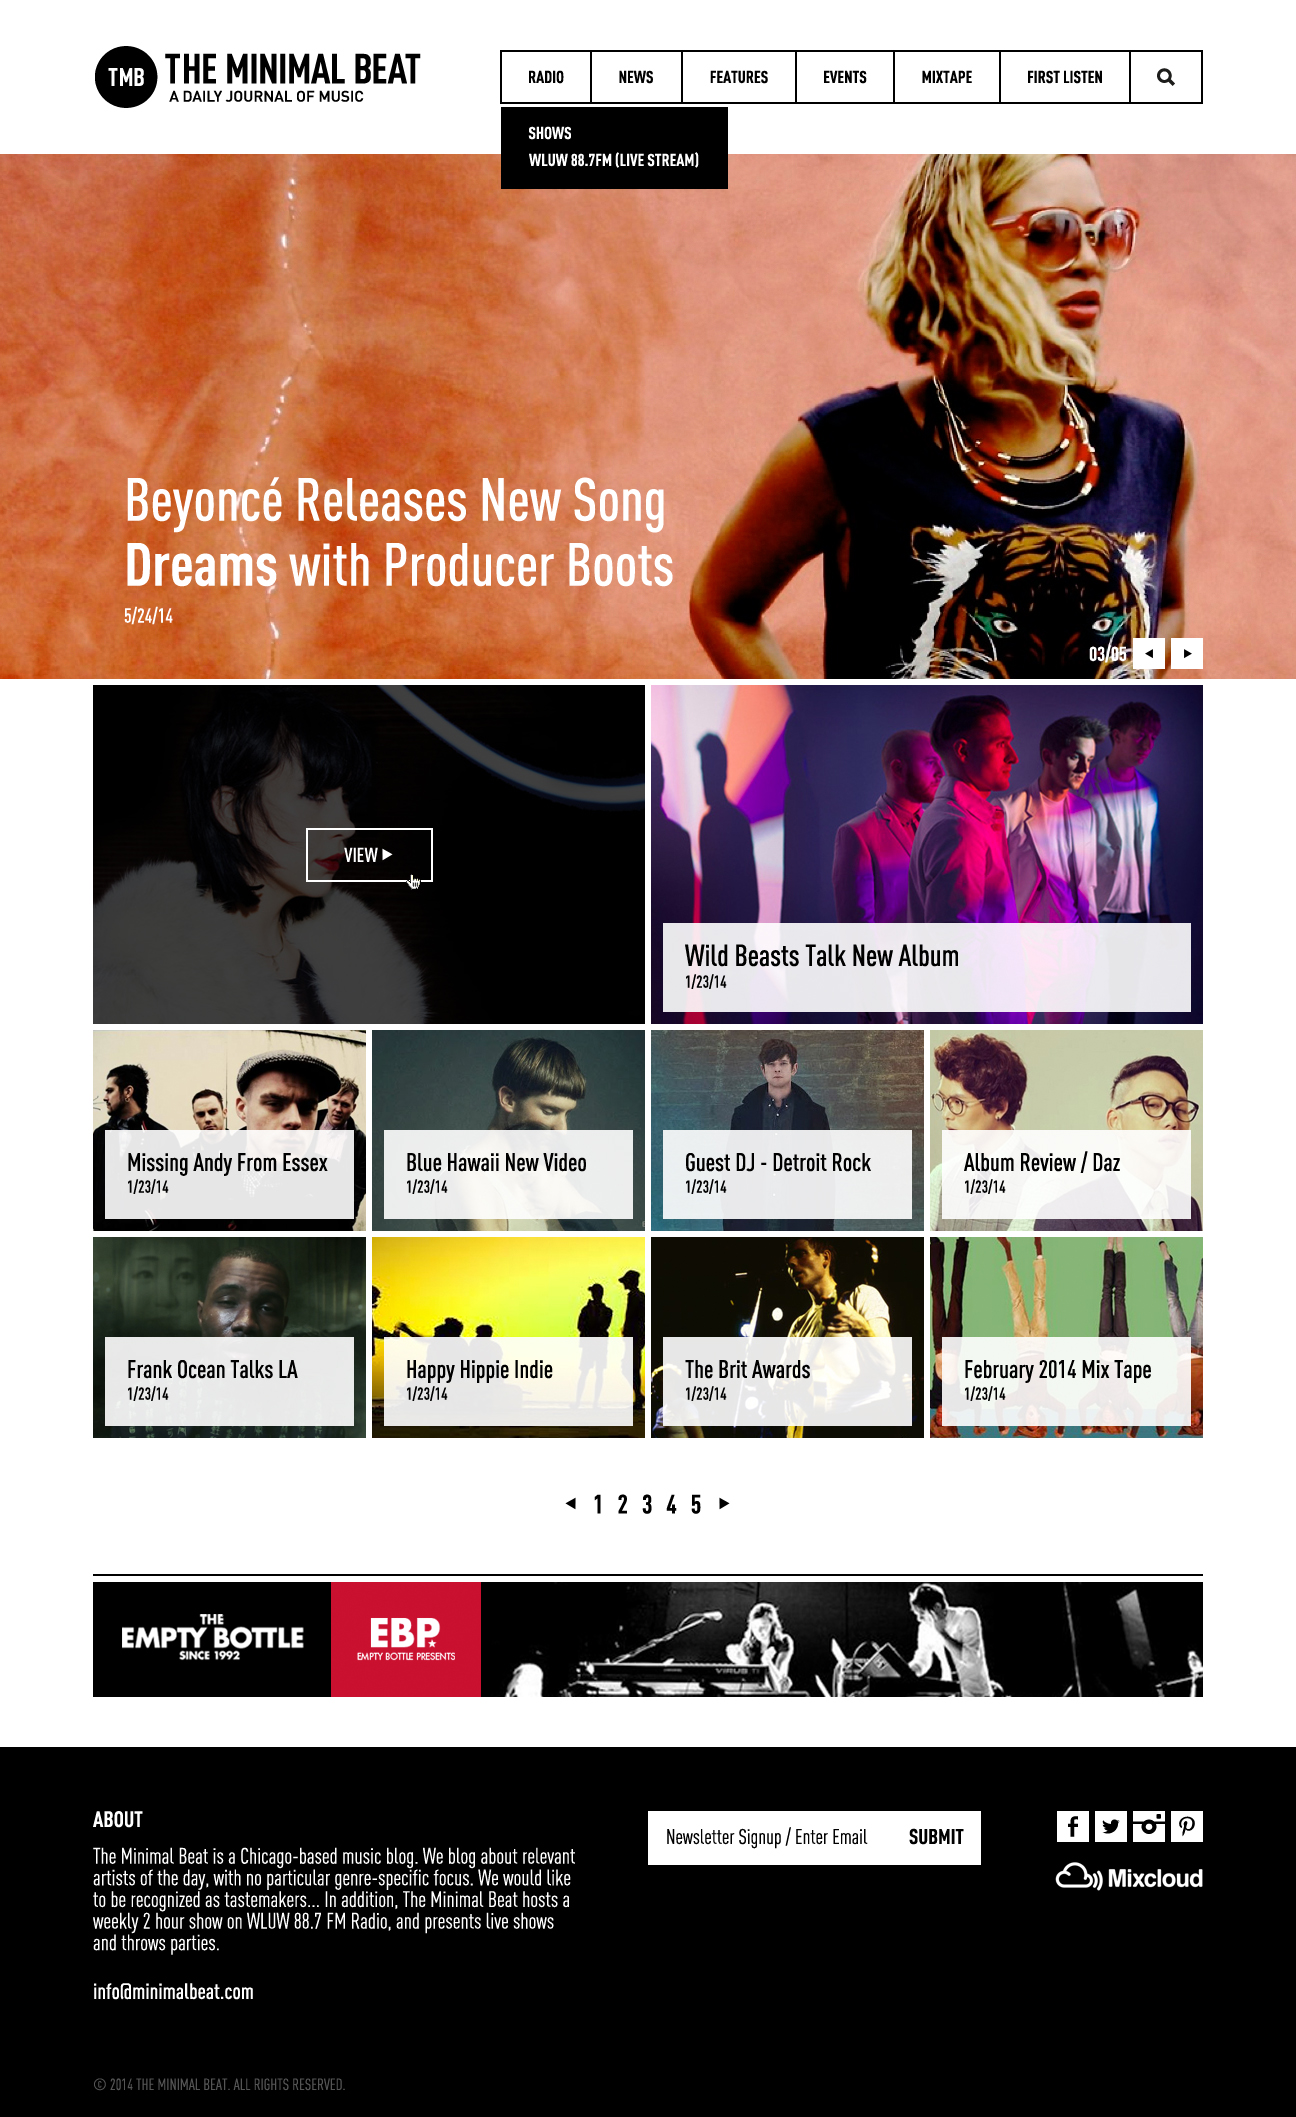 TMB
THE MINIMAL BEAT
A DAILY JOURNAL OF MUSIC
RADIO
NEWS
FEATURES
EVENTS
MIXTAPE
FIRST LISTEN
SHOWS
WLUW 88.7FM (LIVE STREAM)
Beyoncé Releases New Song
Dreams with Producer Boots
5/24/14
03/05
VIEW
Wild Beasts Talk New Album
1/23/14
Missing Andy From Essex
1/23/14
Blue Hawaii New Video
1/23/14
Guest DJ - Detroit Rock
1/23/14
Album Review / Daz
1/23/14
Frank Ocean Talks LA
1/23/14
Happy Hippie Indie
1/23/14
The Brit Awards
1/23/14
February 2014 Mix Tape
1/23/14
1 2 3 4 5
THE
EMPTY BOTTLE
SINCE 1992
EBP
EMPTY BOTTLE PRESENTS
VIRUS TI
ABOUT
The Minimal Beat is a Chicago-based music blog. We blog about relevant
artists of the day, with no particular genre-specific focus. We would like
to be recognized as tastemakers... In addition, The Minimal Beat hosts a
weekly 2 hour show on WLUW 88.7 FM Radio, and presents live shows
and throws parties.
info@minimalbeat.com
Newsletter Signup / Enter Email
SUBMIT
Mixcloud
© 2014 THE MINIMAL BEAT. ALL RIGHTS RESERVED.